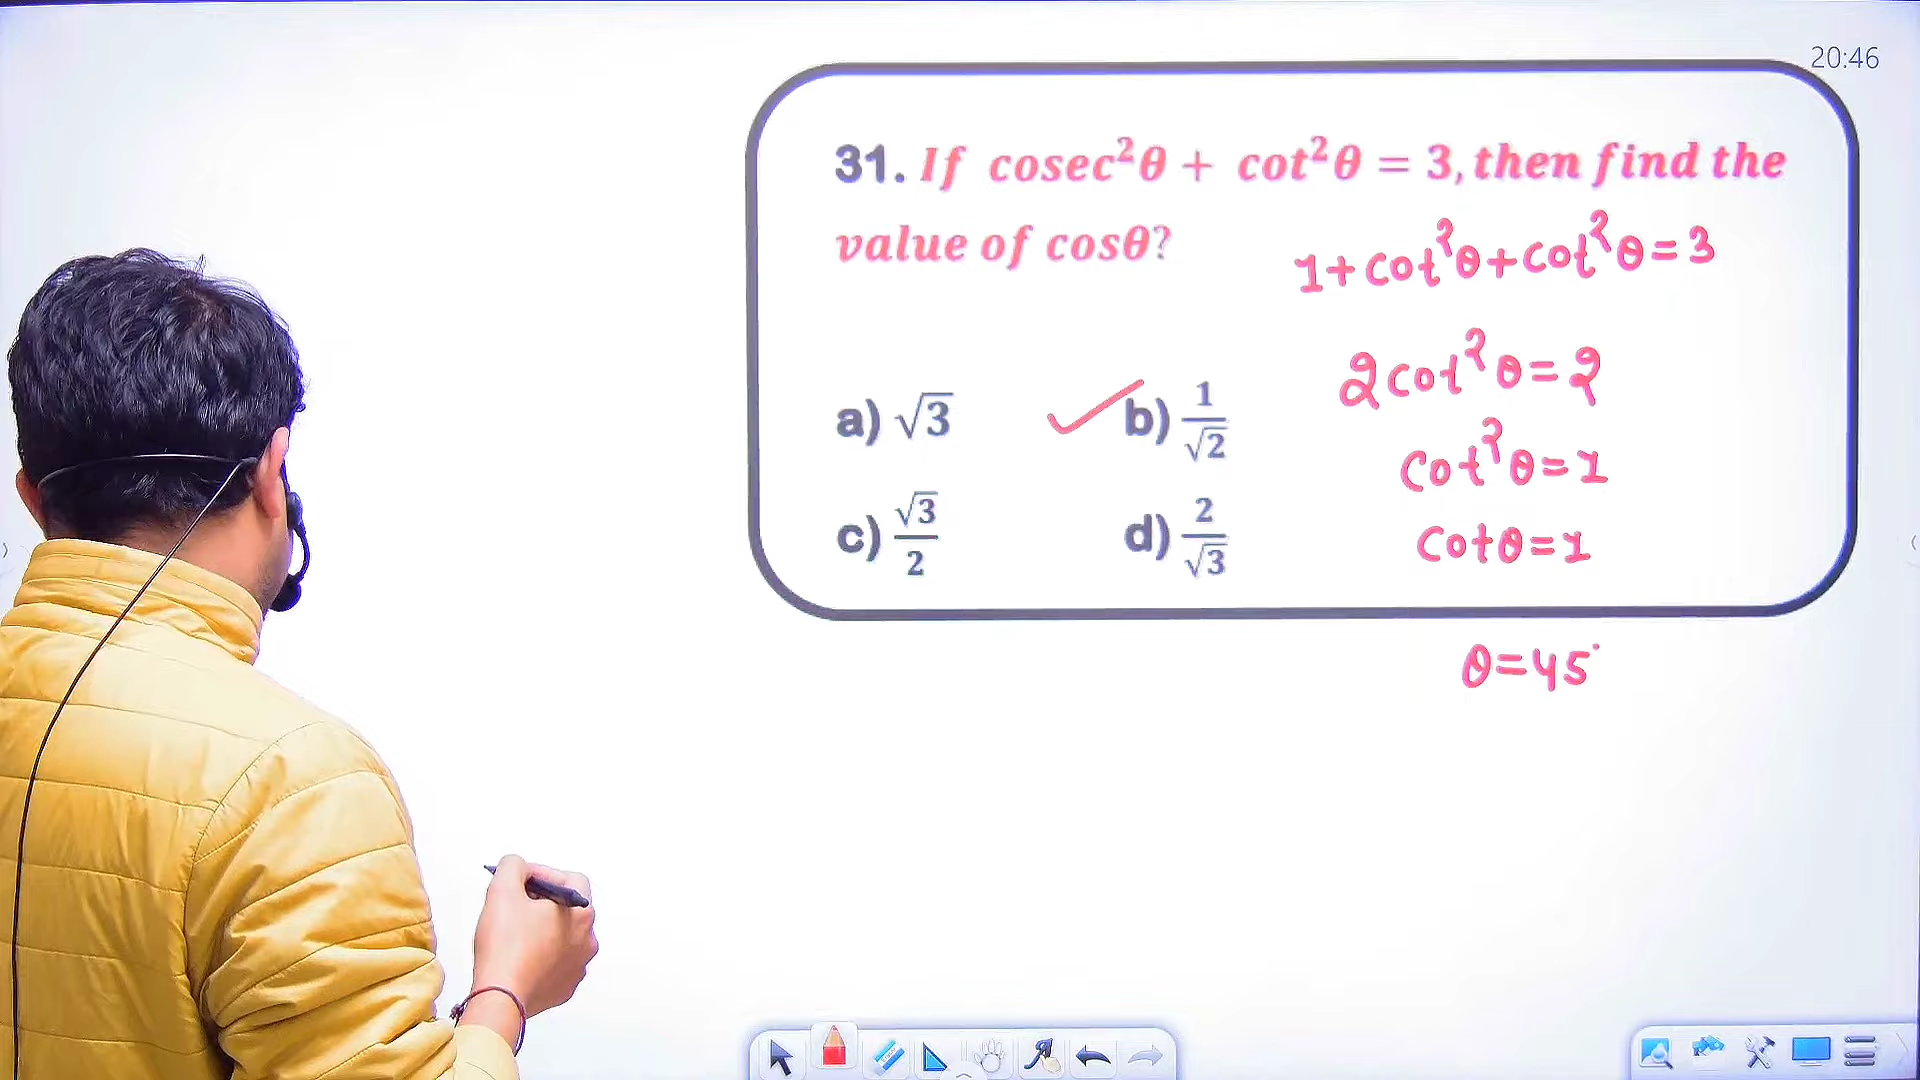 20:46
31. If cosec²θ + cot²θ = 3, then find the
value of cosθ?
1+cot²θ+cot²θ=3
2cot²θ=2
a) √3
b) 1/√2
cot²θ=1
c) √3/2
d) 2/√3
cotθ=1
θ=45°